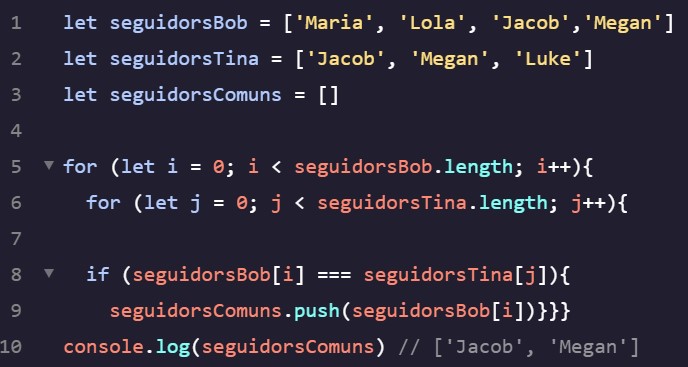 1 let seguidorsBob = ['Maria', 'Lola', 'Jacob','Megan']
2 let seguidorsTina = ['Jacob', 'Megan', 'Luke']
3 let seguidorsComuns = []
4
5 for (let i = 0; i < seguidorsBob.length; i++){
6 for (let j = 0; j < seguidorsTina.length; j++){
7
8 if (seguidorsBob[i] === seguidorsTina[j]){
9 seguidorsComuns.push(seguidorsBob[i])}}}
10 console.log(seguidorsComuns) // ['Jacob', 'Megan']